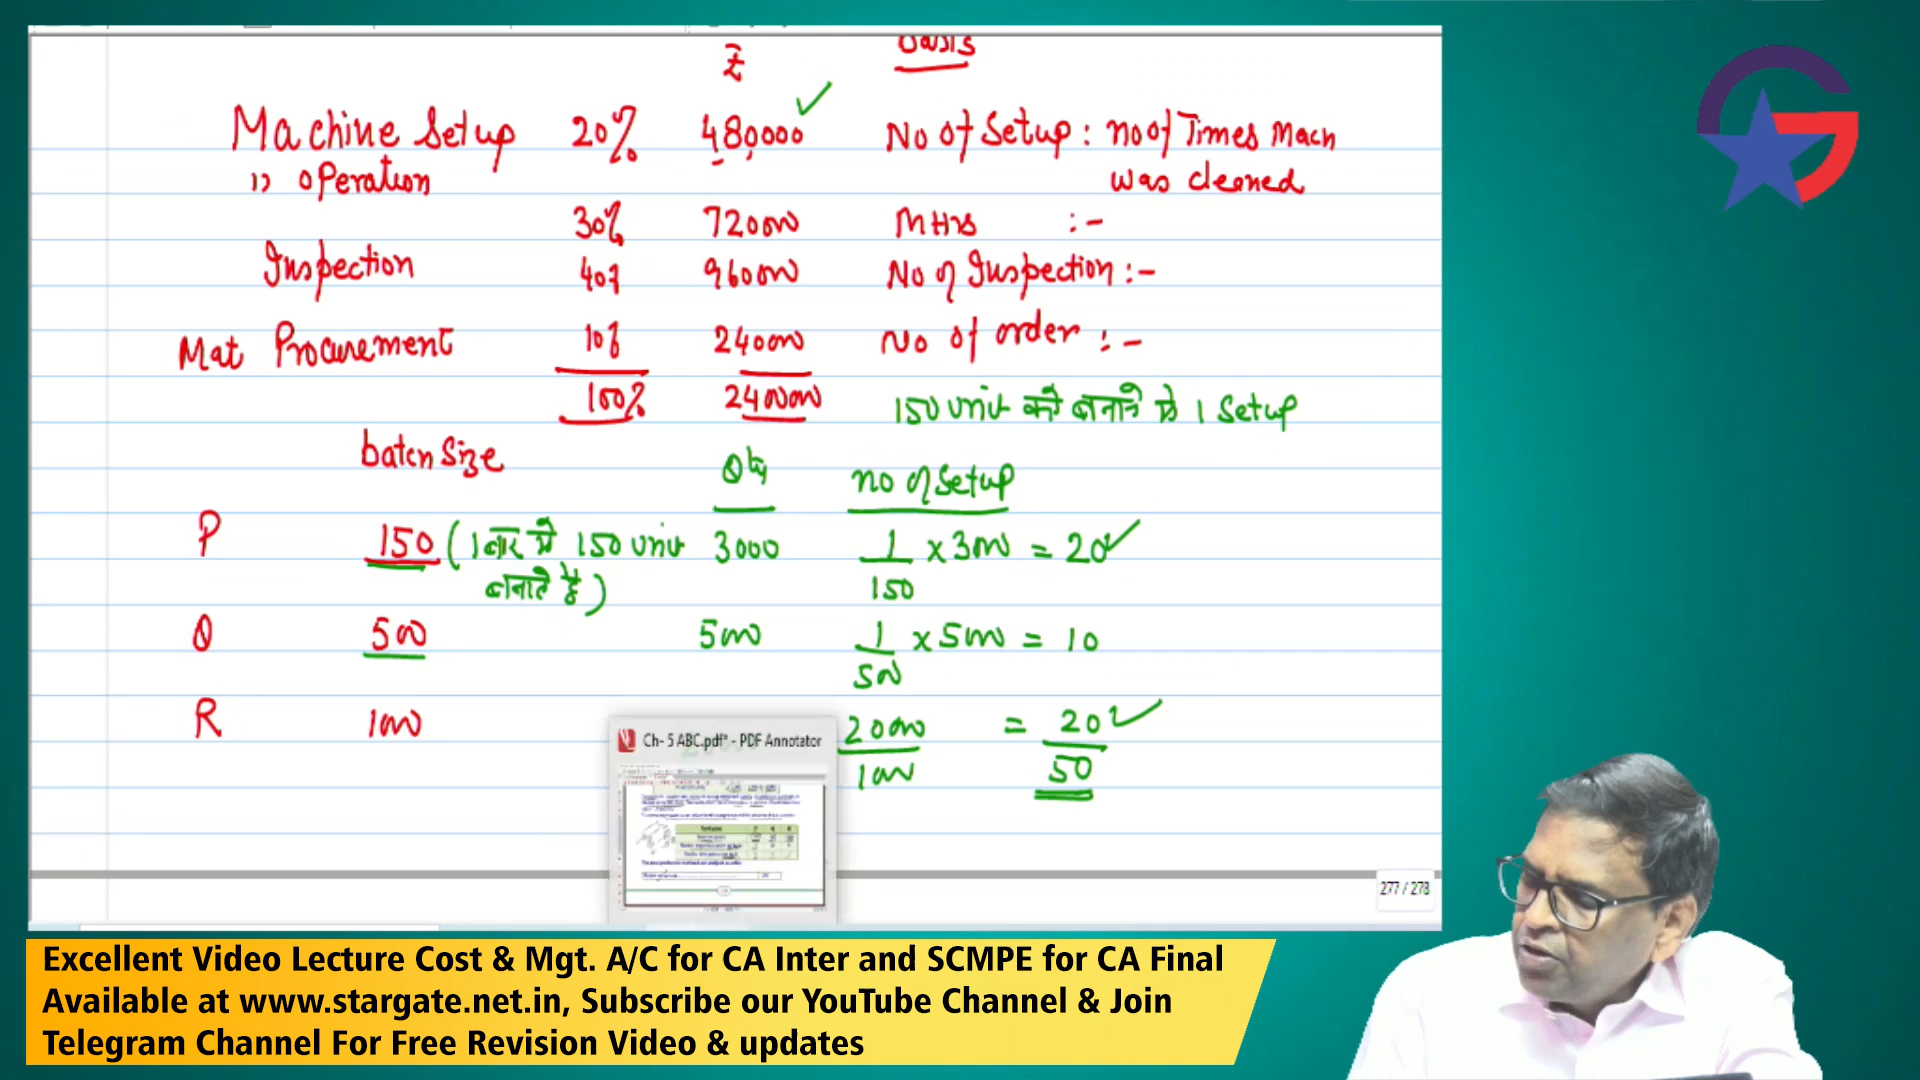 ₹ basis
Machine Setup 20% 480000 No of Setup : no of Times Mach
was cleaned
" operation
30% 720000 MHrs :-
Inspection 40% 960000 No of Inspection :-
Mat Procurement 10% 240000 No of order :-
100% 2400000 150 unit को बनाने मे 1 Setup
batch Size Qty no of Setup
P 150 ( 1 बार मे 150 unit 3000 1/150 x 3000 = 20
बनाते है )
Q 500 5000 1/500 x 5000 = 10
R 1000 20000/1000 = 20
50
Ch- 5 ABC.pdf* - PDF Annotator
277 / 278
Excellent Video Lecture Cost & Mgt. A/C for CA Inter and SCMPE for CA Final
Available at www.stargate.net.in, Subscribe our YouTube Channel & Join
Telegram Channel For Free Revision Video & updates